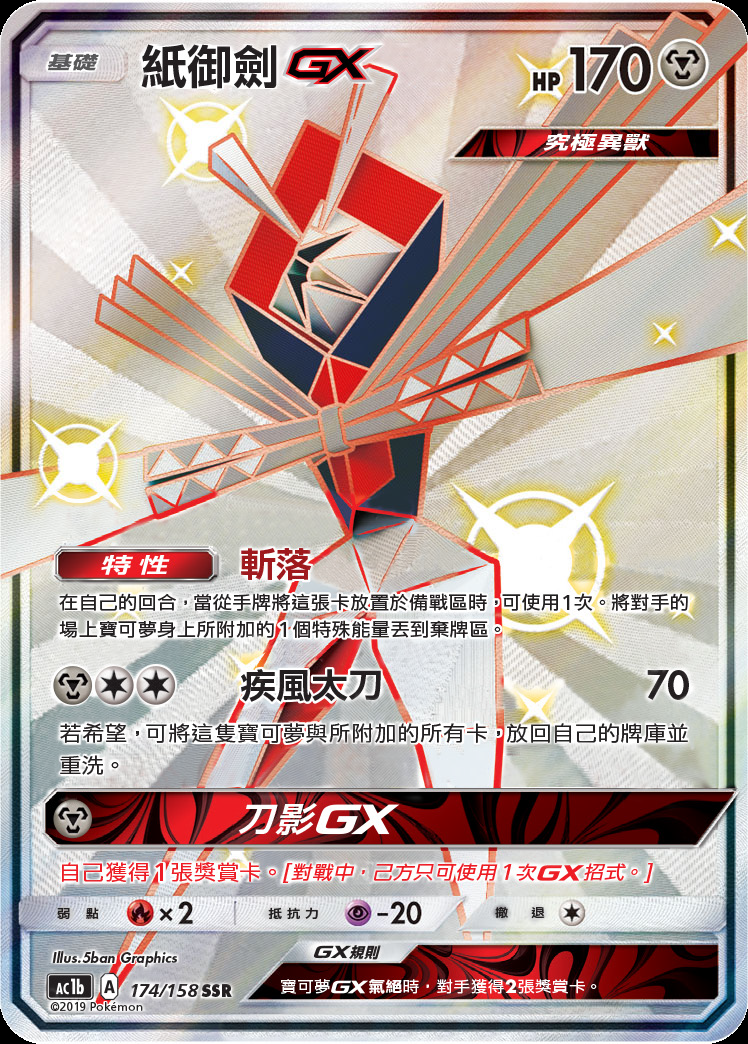 基礎 紙御劍GX HP 170
究極異獸
特性 斬落
在自己的回合，當從手牌將這張卡放置於備戰區時，可使用1次。將對手的
場上寶可夢身上所附加的1個特殊能量丟到棄牌區。
疾風太刀 70
若希望，可將這隻寶可夢與所附加的所有卡，放回自己的牌庫並
重洗。
刀影GX
自己獲得1張獎賞卡。[對戰中，己方只可使用1次GX招式。]
弱點 ×2 抵抗力 -20 撤退
Illus.5ban Graphics
GX規則
AC1b A 174/158 SSR
寶可夢GX氣絕時，對手獲得2張獎賞卡。
©2019 Pokémon